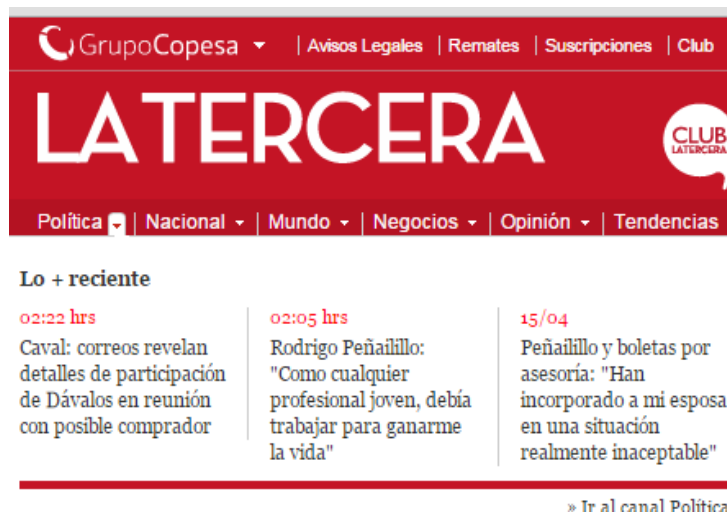 GrupoCopesa | Avisos Legales | Remates | Suscripciones | Club
LATERCERA
CLUB
LATERCERA
Política | Nacional | Mundo | Negocios | Opinión | Tendencias
Lo + reciente
02:22 hrs
Caval: correos revelan
detalles de participación
de Dávalos en reunión
con posible comprador
02:05 hrs
Rodrigo Peñailillo:
"Como cualquier
profesional joven, debía
trabajar para ganarme
la vida"
15/04
Peñailillo y boletas por
asesoría: "Han
incorporado a mi esposa
en una situación
realmente inaceptable"
» Ir al canal Política